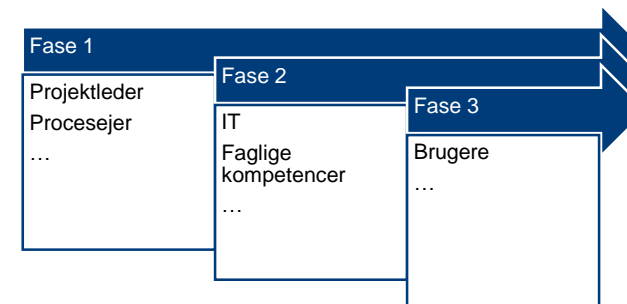 Fase 1
Projektleder
Procesejer
…
Fase 2
IT
Faglige
kompetencer
…
Fase 3
Brugere
…